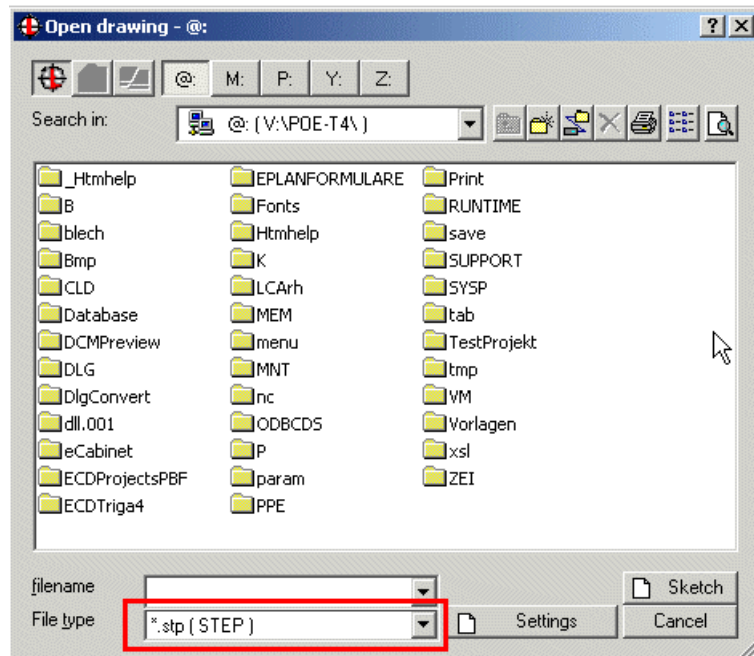 Open drawing - @:
@: M: P: Y: Z:
Search in: @: ( V:\POE-T4\ )
_Htmhelp EPLANFORMULARE Print
B Fonts RUNTIME
blech Htmhelp save
Bmp K SUPPORT
CLD LCArh SYSP
Database MEM tab
DCMPreview menu TestProjekt
DLG MNT tmp
DlgConvert nc VM
dll.001 ODBCDS Vorlagen
eCabinet P xsl
ECDProjectsPBF param ZEI
ECDTriga4 PPE
filename Sketch
File type *.stp ( STEP ) Settings Cancel